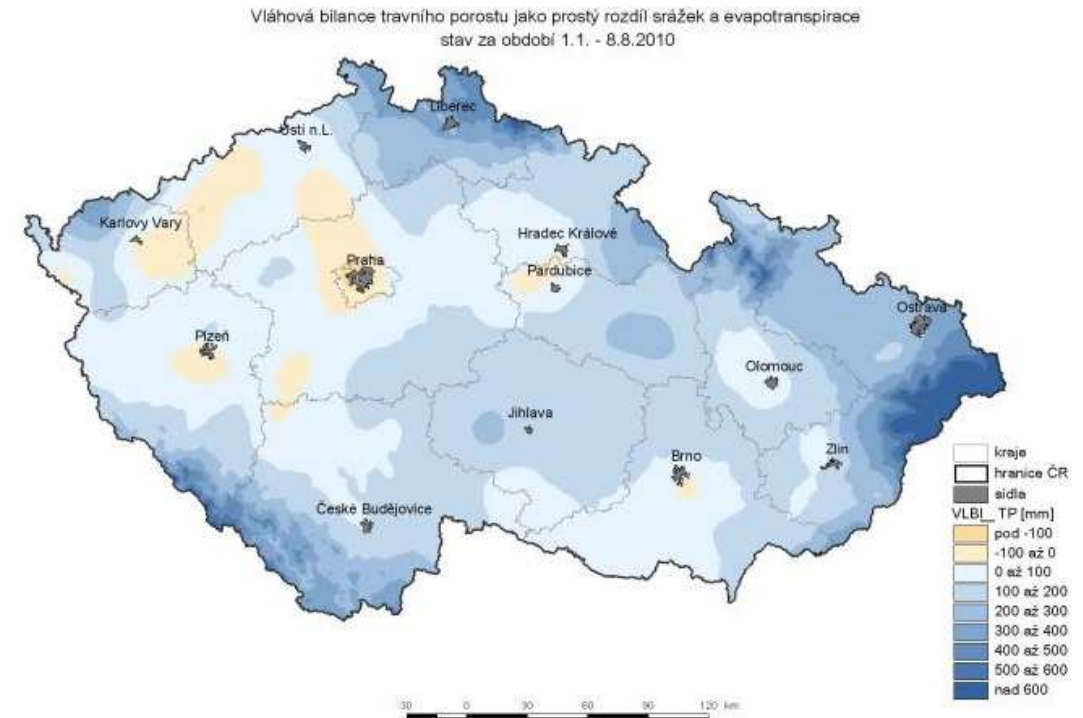 Vláhová bilance travního porostu jako prostý rozdíl srážek a evapotranspirace
stav za období 1.1. - 8.8.2010
Liberec
Ústí n.L.
Karlovy Vary
Hradec Králové
Praha
Pardubice
Ostrava
Plzeň
Olomouc
Jihlava
Brno
Zlín
České Budějovice
kraje
hranice ČR
sídla
VLBI_ TP [mm]
pod -100
-100 až 0
0 až 100
100 až 200
200 až 300
300 až 400
400 až 500
500 až 600
nad 600
30 0 30 60 90 120 km